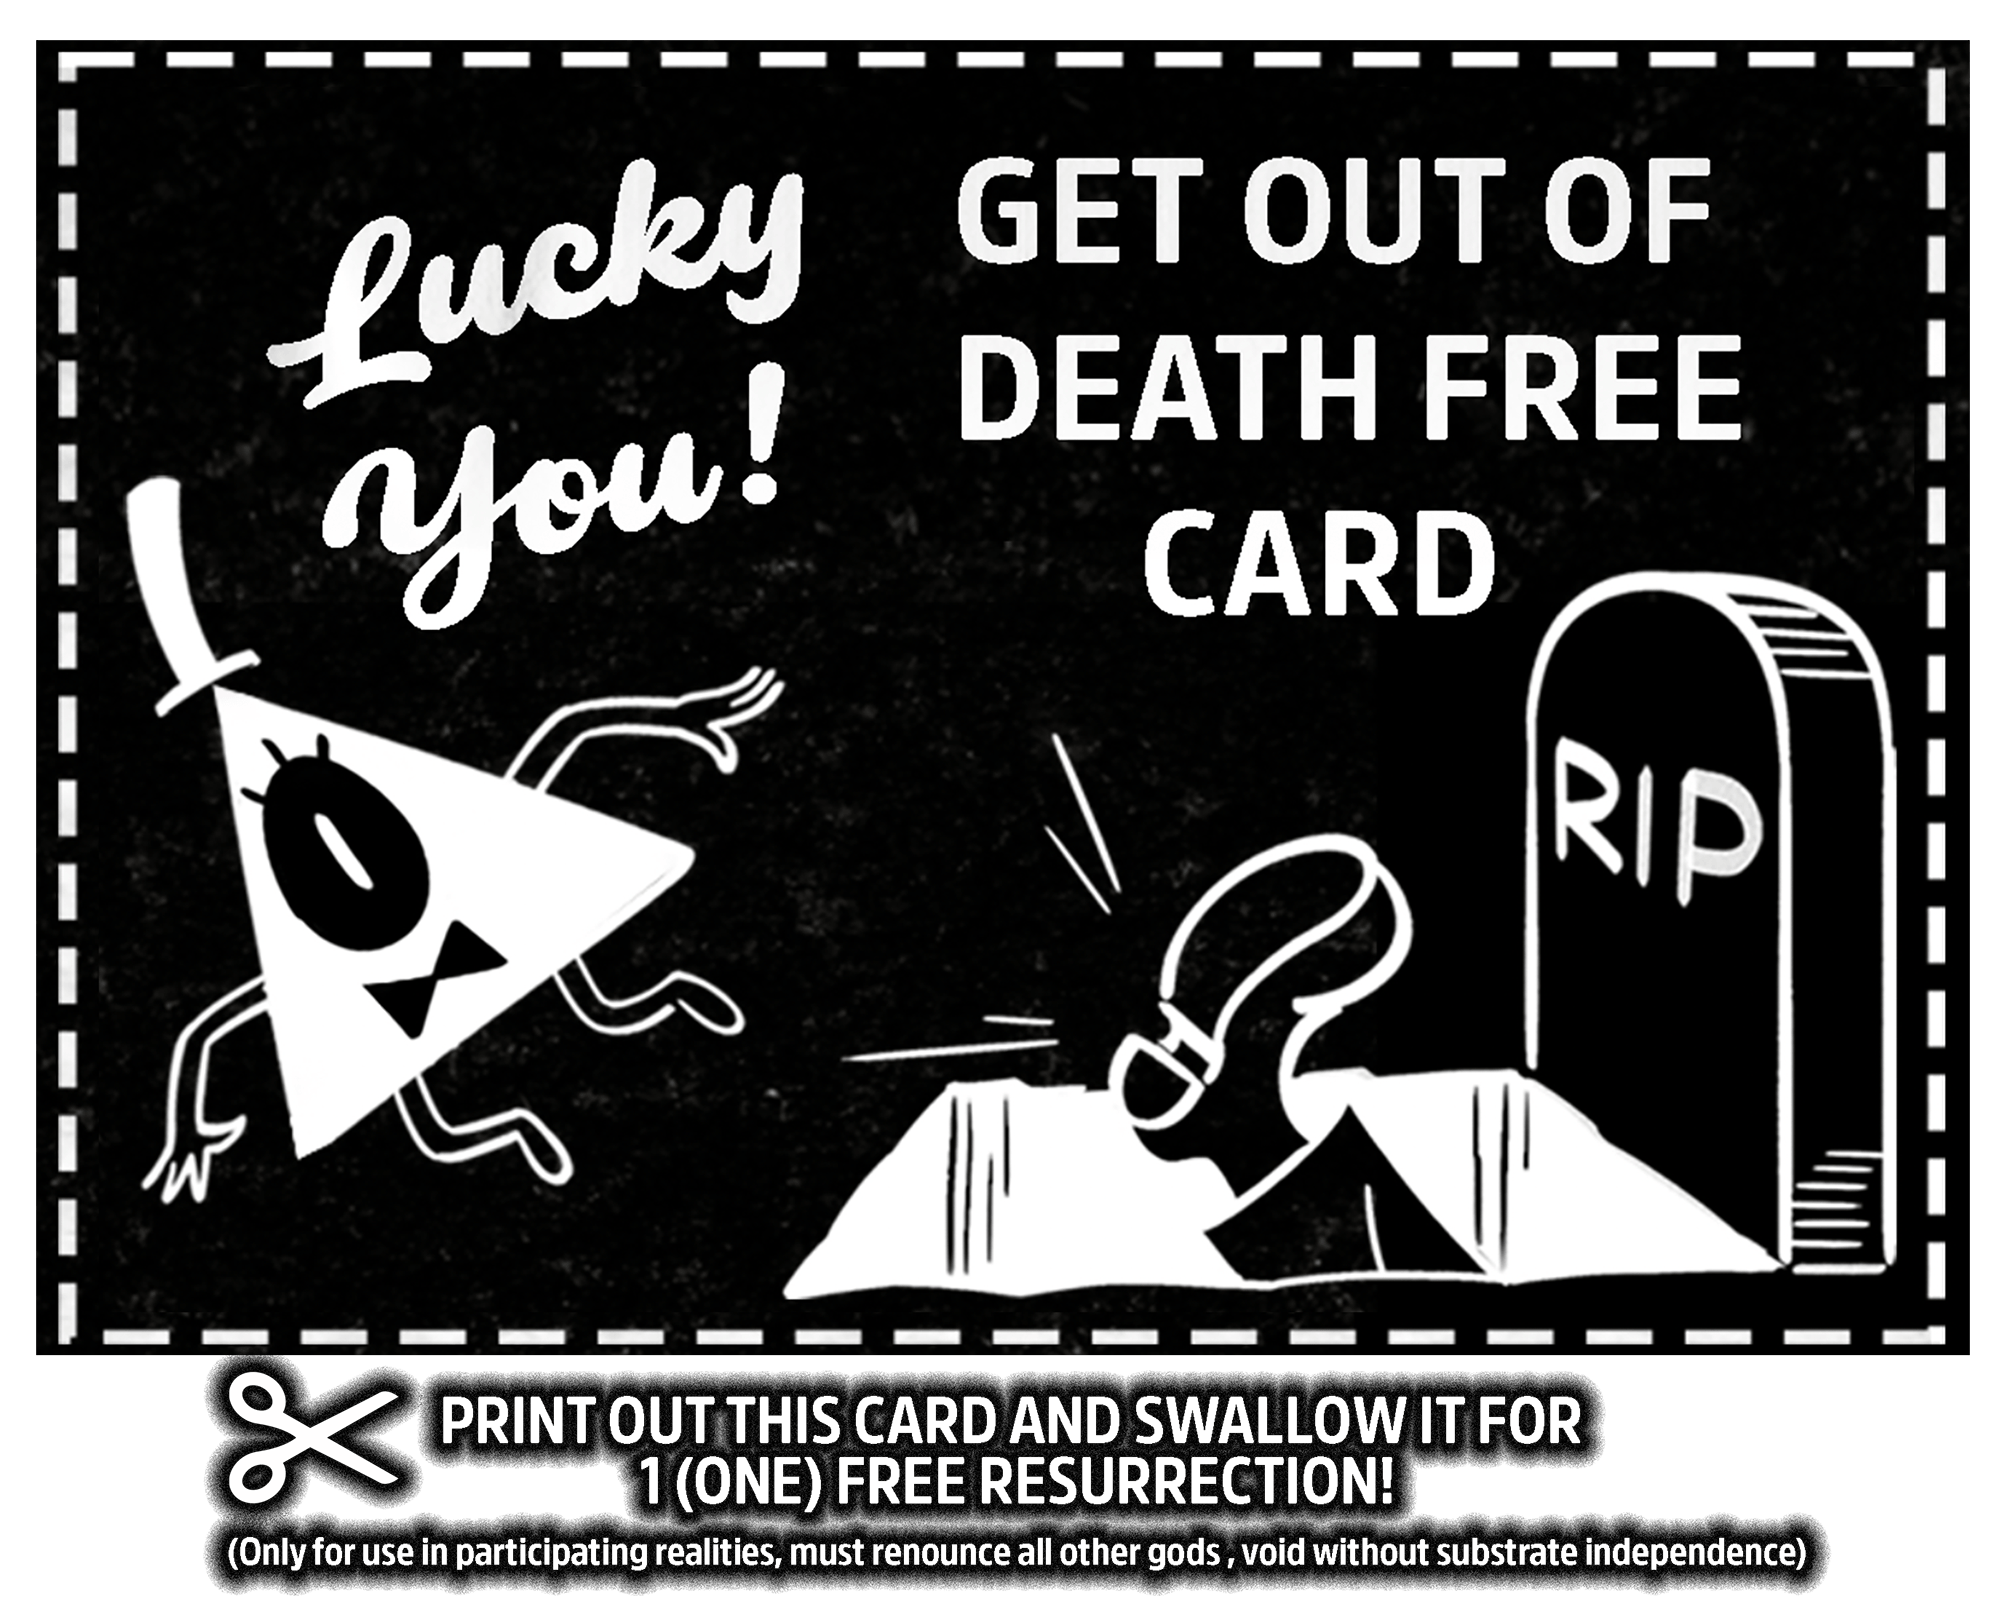 Lucky
You!
GET OUT OF
DEATH FREE
CARD
RIP
PRINT OUT THIS CARD AND SWALLOW IT FOR
1 (ONE) FREE RESURRECTION!
(Only for use in participating realities, must renounce all other gods , void without substrate independence)